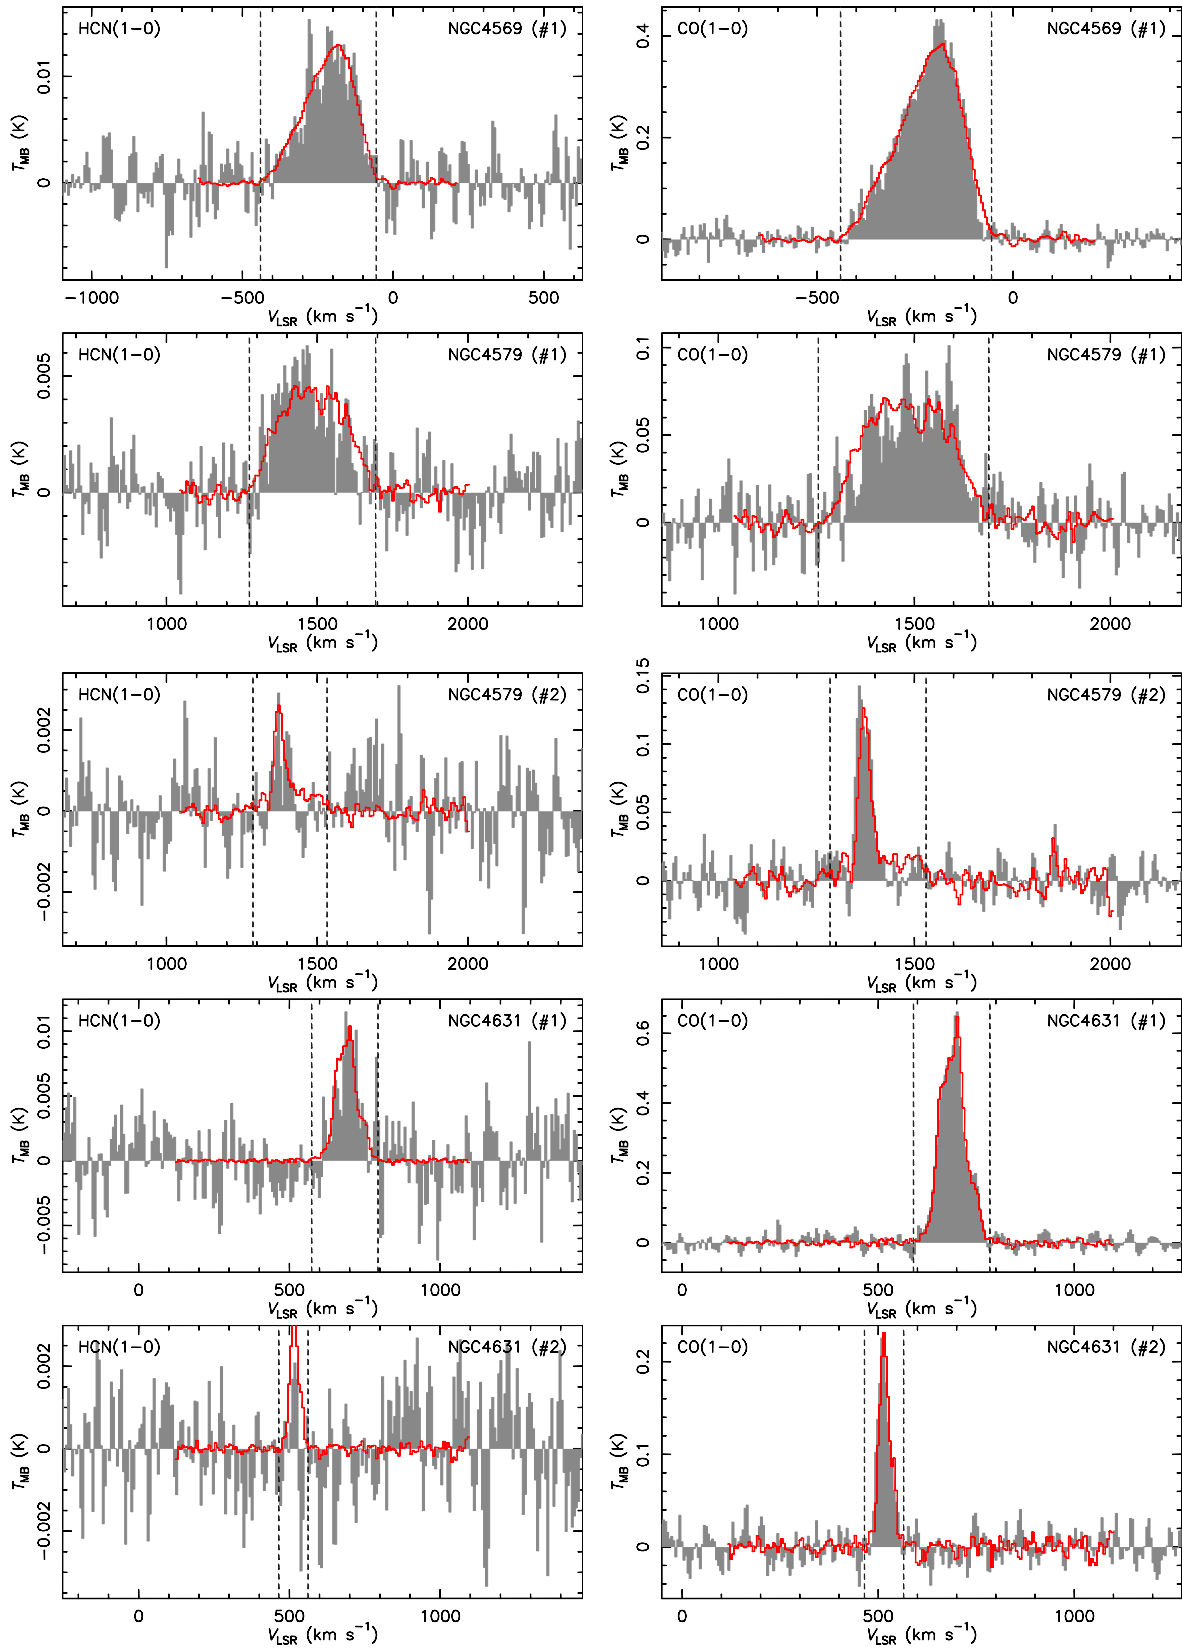 HCN(1−0) NGC4569 (#1)
T_MB (K)
0 0.01
−1000 −500 0 500
V_LSR (km s⁻¹)
CO(1−0) NGC4569 (#1)
T_MB (K)
0 0.2 0.4
−500 0
V_LSR (km s⁻¹)
HCN(1−0) NGC4579 (#1)
T_MB (K)
0 0.005
1000 1500 2000
V_LSR (km s⁻¹)
CO(1−0) NGC4579 (#1)
T_MB (K)
0 0.05 0.1
1000 1500 2000
V_LSR (km s⁻¹)
HCN(1−0) NGC4579 (#2)
T_MB (K)
−0.002 0 0.002
1000 1500 2000
V_LSR (km s⁻¹)
CO(1−0) NGC4579 (#2)
T_MB (K)
0 0.05 0.1 0.15
1000 1500 2000
V_LSR (km s⁻¹)
HCN(1−0) NGC4631 (#1)
T_MB (K)
−0.005 0 0.005 0.01
0 500 1000
V_LSR (km s⁻¹)
CO(1−0) NGC4631 (#1)
T_MB (K)
0 0.2 0.4 0.6
0 500 1000
V_LSR (km s⁻¹)
HCN(1−0) NGC4631 (#2)
T_MB (K)
−0.002 0 0.002
0 500 1000
V_LSR (km s⁻¹)
CO(1−0) NGC4631 (#2)
T_MB (K)
0 0.1 0.2
0 500 1000
V_LSR (km s⁻¹)